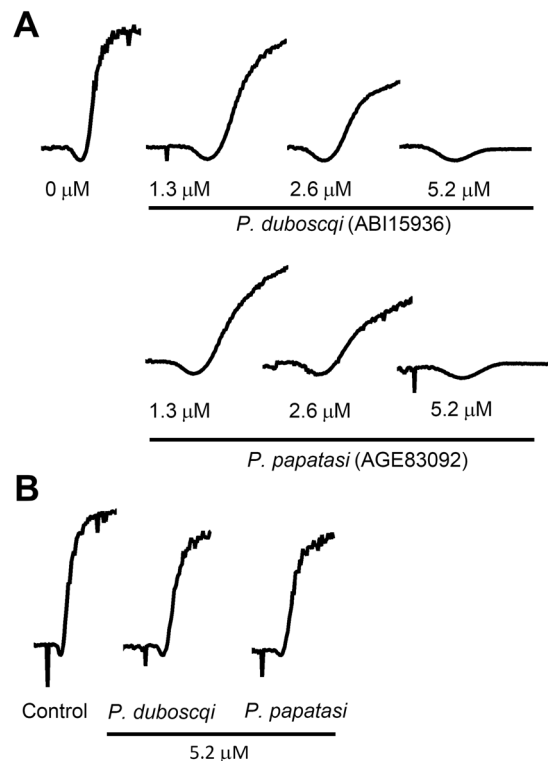 A
0 μM
1.3 μM
2.6 μM
5.2 μM
P. duboscqi (ABI15936)
1.3 μM
2.6 μM
5.2 μM
P. papatasi (AGE83092)
B
Control
P. duboscqi
P. papatasi
5.2 μM